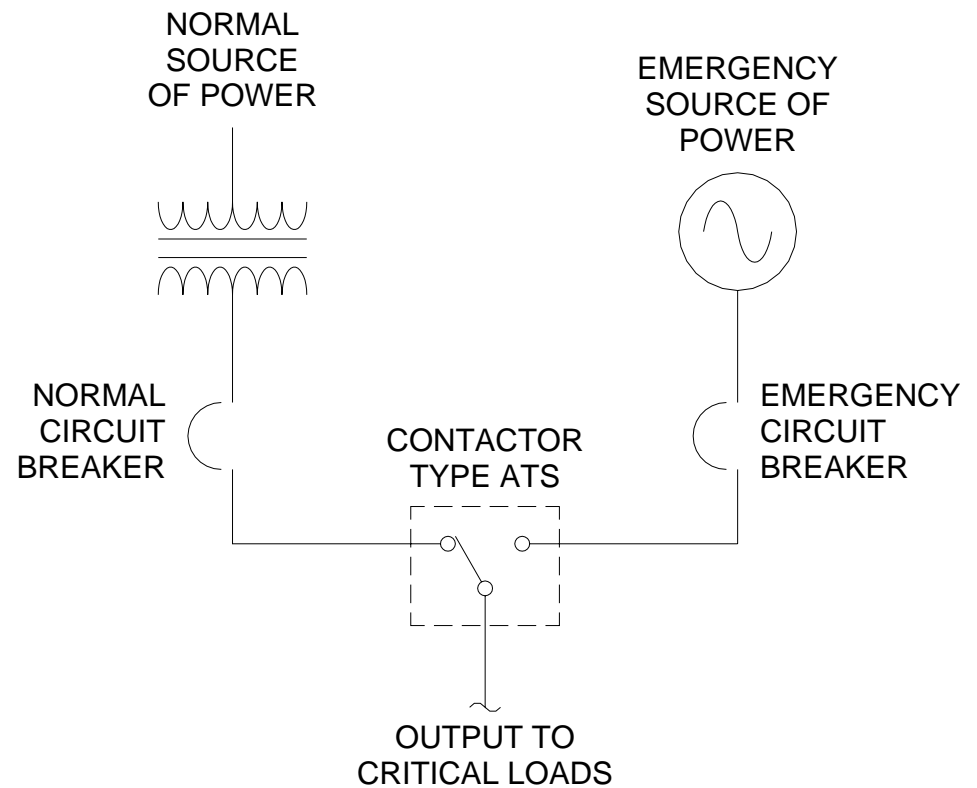 NORMAL
SOURCE
OF POWER
EMERGENCY
SOURCE OF
POWER
NORMAL
CIRCUIT
BREAKER
CONTACTOR
TYPE ATS
EMERGENCY
CIRCUIT
BREAKER
OUTPUT TO
CRITICAL LOADS